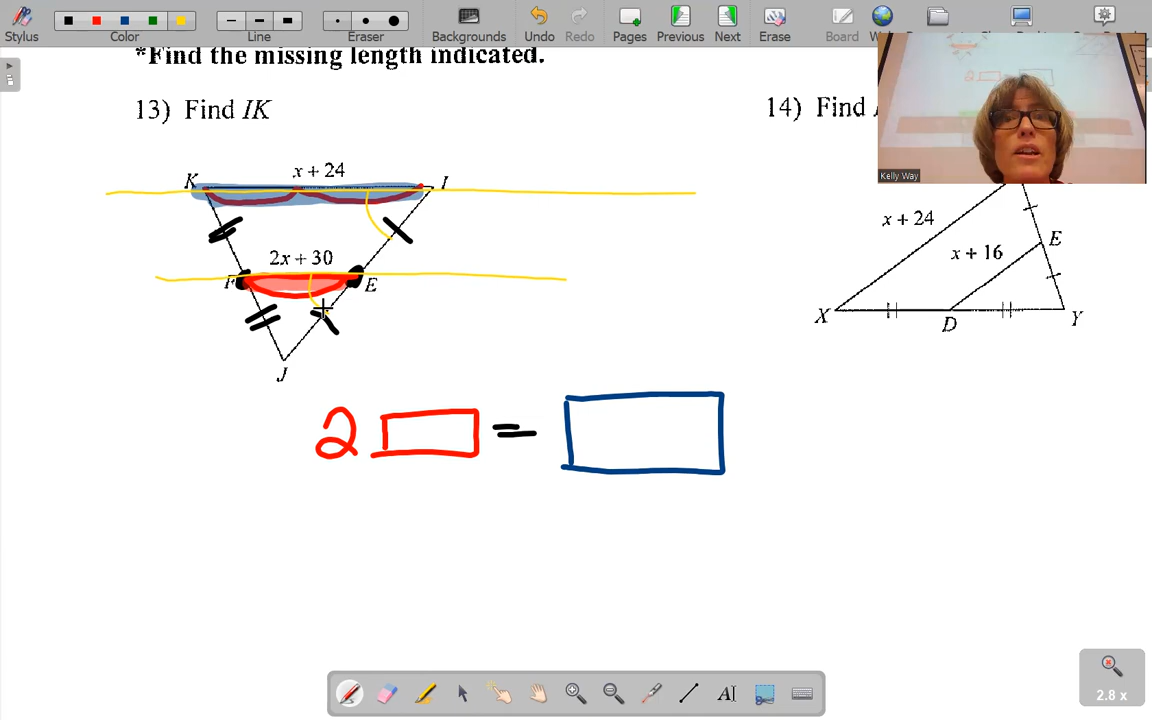 Stylus Color Line Eraser Backgrounds Undo Redo Pages Previous Next Erase Board
*Find the missing length indicated.
13) Find IK
14) Find
Kelly Way
x + 24
K
I
2x + 30
F
E
J
x + 24
x + 16
E
X
D
Y
2 =
2.8 x